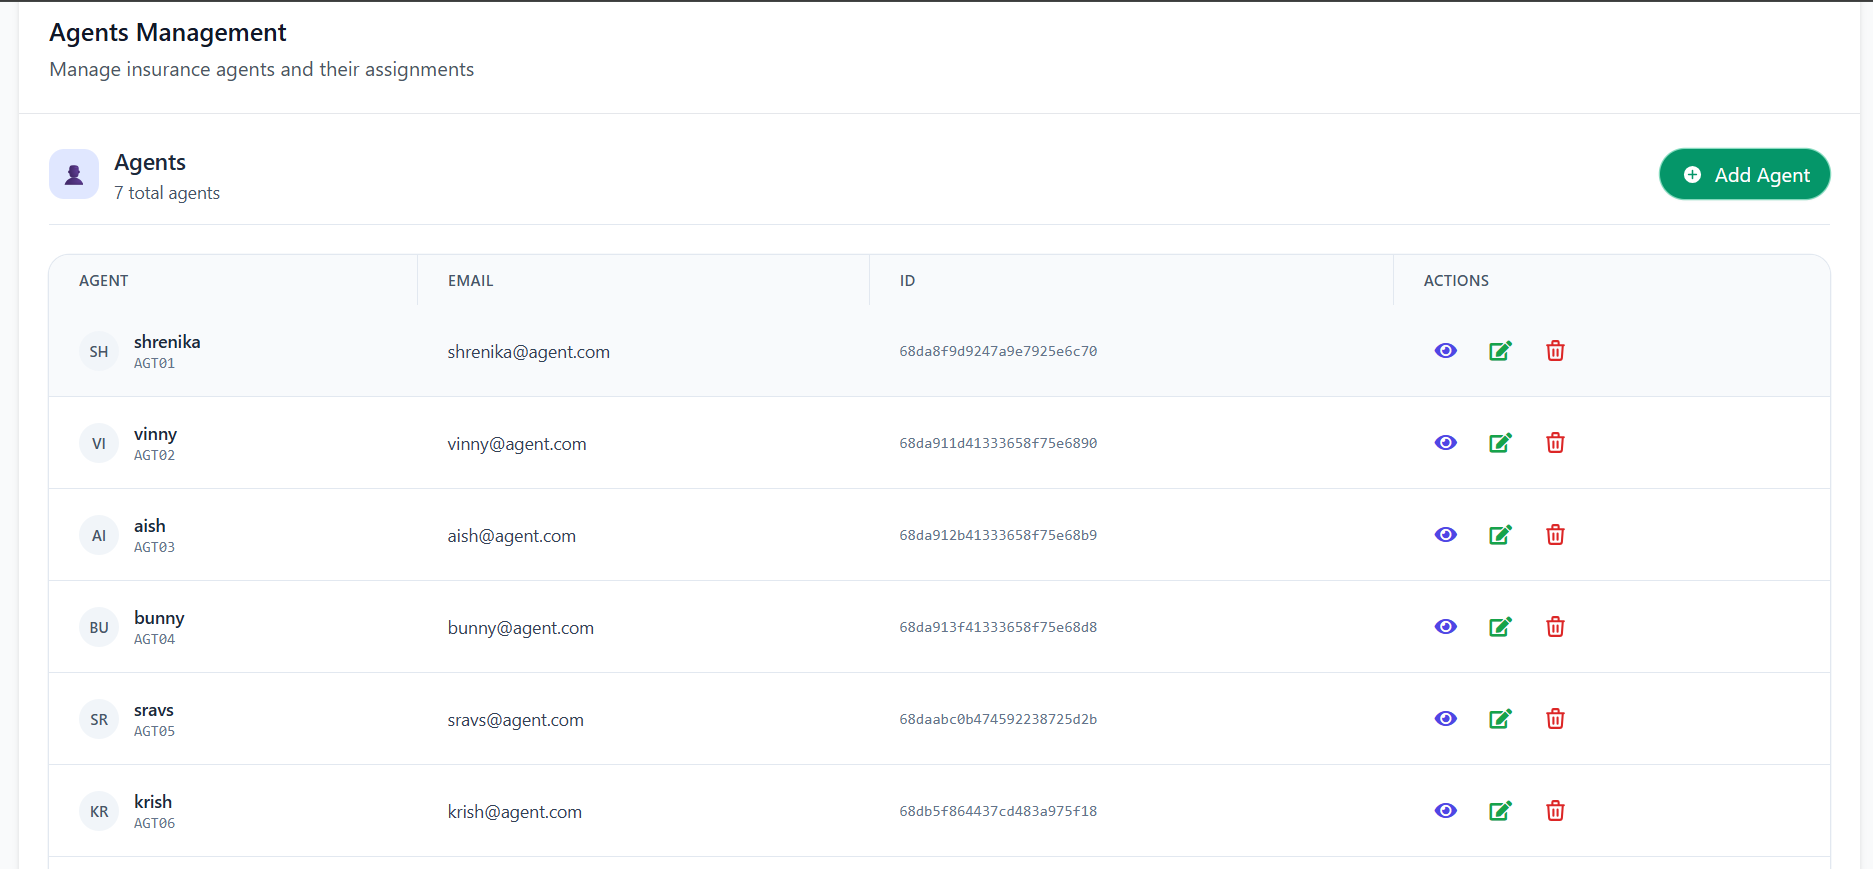 Agents Management
Manage insurance agents and their assignments
Agents
7 total agents
Add Agent
AGENT EMAIL ID ACTIONS
SH shrenika shrenika@agent.com 68da8f9d9247a9e7925e6c70
AGT01
VI vinny vinny@agent.com 68da911d41333658f75e6890
AGT02
AI aish aish@agent.com 68da912b41333658f75e68b9
AGT03
BU bunny bunny@agent.com 68da913f41333658f75e68d8
AGT04
SR sravs sravs@agent.com 68daabc0b474592238725d2b
AGT05
KR krish krish@agent.com 68db5f864437cd483a975f18
AGT06